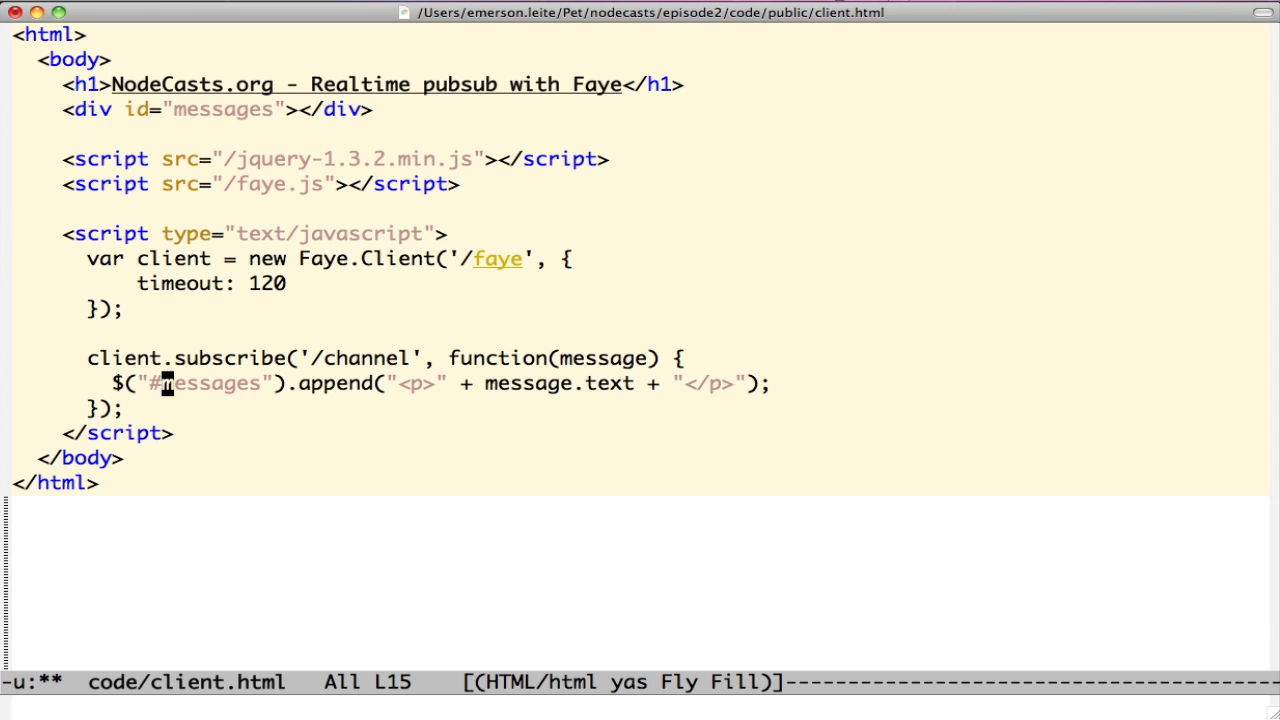 /Users/emerson.leite/Pet/nodecasts/episode2/code/public/client.html
<html>
  <body>
    <h1>NodeCasts.org - Realtime pubsub with Faye</h1>
    <div id="messages"></div>

    <script src="/jquery-1.3.2.min.js"></script>
    <script src="/faye.js"></script>

    <script type="text/javascript">
      var client = new Faye.Client('/faye', {
          timeout: 120
      });

      client.subscribe('/channel', function(message) {
        $("#messages").append("<p>" + message.text + "</p>");
      });
    </script>
  </body>
</html>
-u:**  code/client.html   All L15    [(HTML/html yas Fly Fill)]----------------------------------------